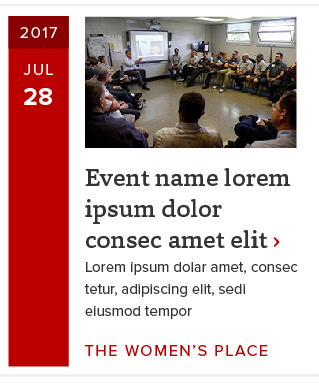 2017
JUL
28
Event name lorem
ipsum dolor
consec amet elit ›
Lorem ipsum dolar amet, consec
tetur, adipiscing elit, sedi
eiusmod tempor
THE WOMEN'S PLACE